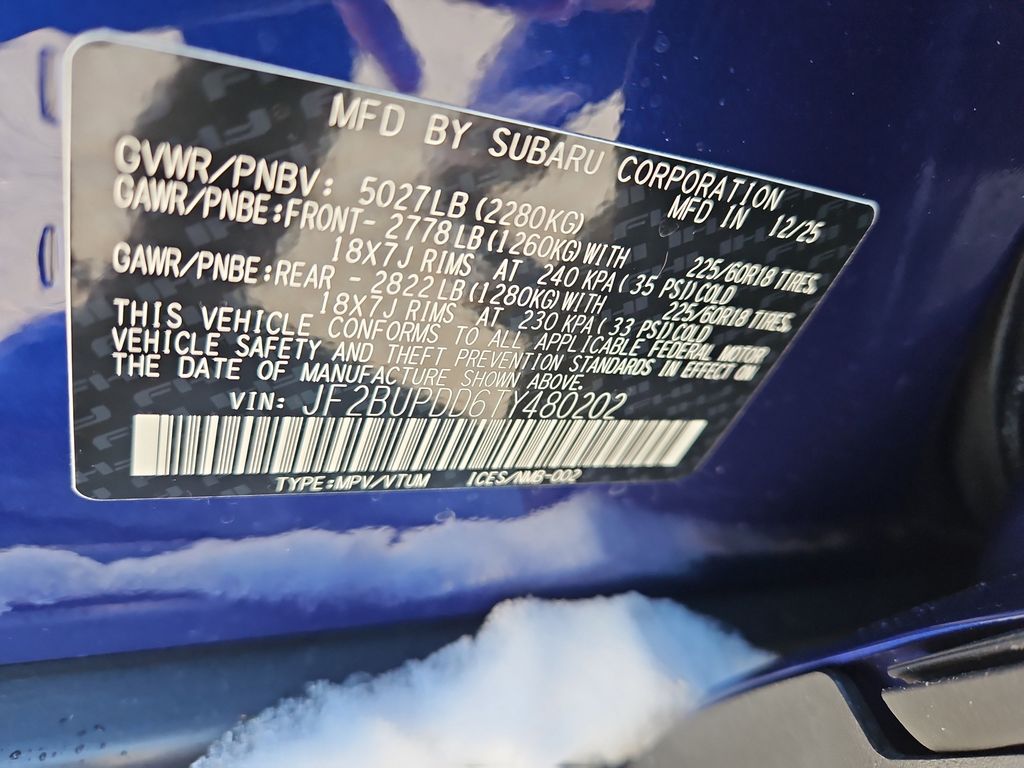 MFD BY SUBARU CORPORATION
GVWR/PNBV: 5027LB(2280KG) MFD IN 12/25
GAWR/PNBE:FRONT- 2778LB(1260KG)WITH 225/60R18 TIRES,
18X7J RIMS AT 240 KPA( 35 PSI)COLD
GAWR/PNBE:REAR - 2822LB(1280KG)WITH 225/60R18 TIRES,
18X7J RIMS AT 230 KPA( 33 PSI)COLD
THIS VEHICLE CONFORMS TO ALL APPLICABLE FEDERAL MOTOR
VEHICLE SAFETY AND THEFT PREVENTION STANDARDS IN EFFECT ON
THE DATE OF MANUFACTURE SHOWN ABOVE.
VIN: JF2BUPDD6TY480202
TYPE:MPV/VTUM ICES/NMB-002